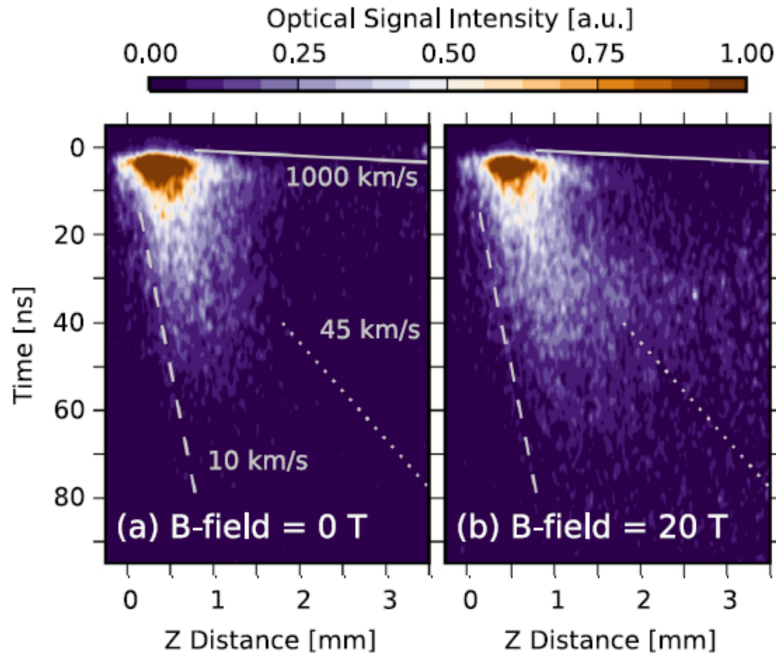 Optical Signal Intensity [a.u.]
0.00 0.25 0.50 0.75 1.00
0
20
40
60
80
Time [ns]
1000 km/s
45 km/s
10 km/s
(a) B-field = 0 T
(b) B-field = 20 T
0 1 2 3
0 1 2 3
Z Distance [mm]
Z Distance [mm]